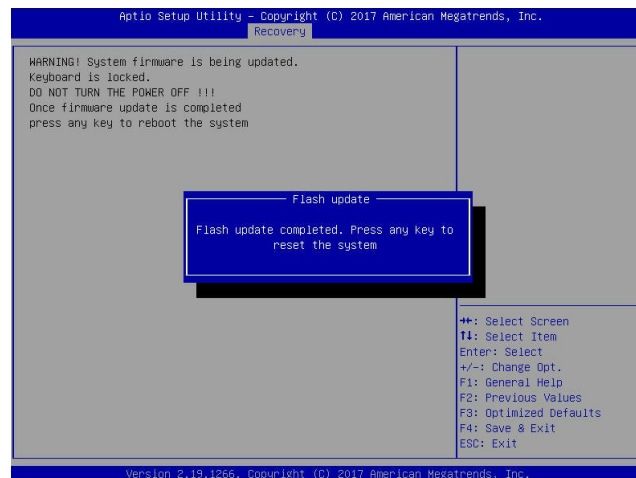 Aptio Setup Utility – Copyright (C) 2017 American Megatrends, Inc.
Recovery
WARNING! System firmware is being updated.
Keyboard is locked.
DO NOT TURN THE POWER OFF !!!
Once firmware update is completed
press any key to reboot the system
Flash update
Flash update completed. Press any key to
reset the system
→←: Select Screen
↑↓: Select Item
Enter: Select
+/-: Change Opt.
F1: General Help
F2: Previous Values
F3: Optimized Defaults
F4: Save & Exit
ESC: Exit
Version 2.19.1266. Copyright (C) 2017 American Megatrends, Inc.